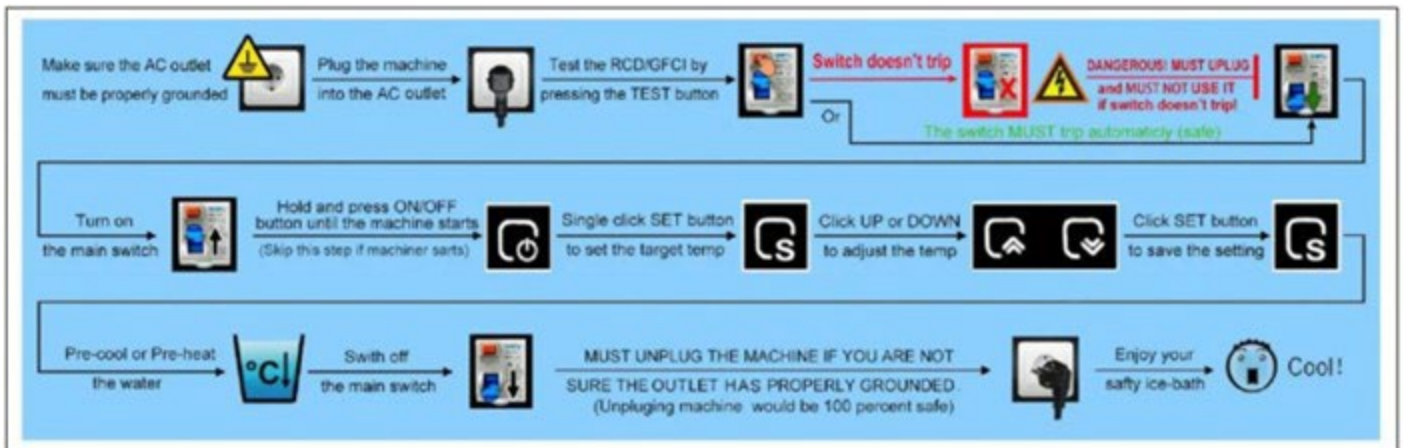 Make sure the AC outlet
must be properly grounded
Plug the machine
into the AC outlet
Test the RCD/GFCI by
pressing the TEST button
Switch doesn't trip
DANGEROUS! MUST UPLUG
and MUST NOT USE IT
if switch doesn't trip!
Or
The switch MUST trip automaticly (safe)
Turn on
the main switch
Hold and press ON/OFF
button until the machine starts
(Skip this step if machiner sarts)
Single click SET button
to set the target temp
S
Click UP or DOWN
to adjust the temp
Click SET button
to save the setting
S
Pre-cool or Pre-heat
the water
°C
Swith off
the main switch
MUST UNPLUG THE MACHINE IF YOU ARE NOT
SURE THE OUTLET HAS PROPERLY GROUNDED.
(Unpluging machine would be 100 percent safe)
Enjoy your
safty ice-bath
Cool!